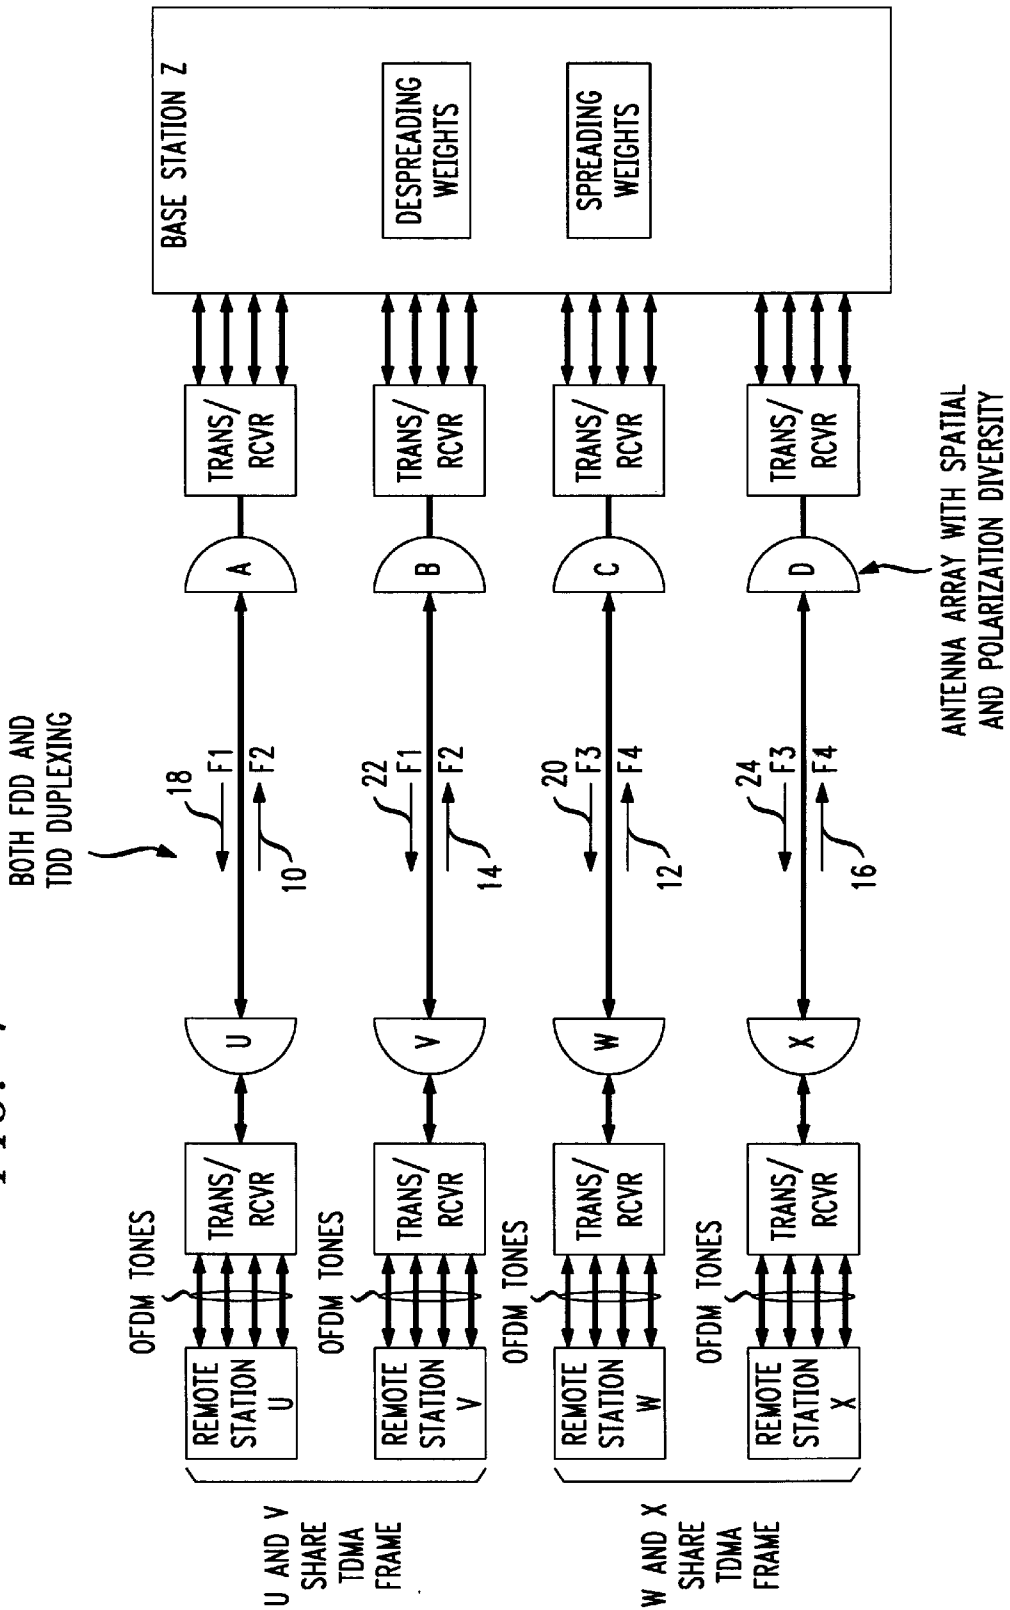 BOTH FDD AND
TDD DUPLEXING
BASE STATION Z
DESPREADING
WEIGHTS
SPREADING
WEIGHTS
U AND V
SHARE
TDMA
FRAME
REMOTE
STATION
U
OFDM TONES
TRANS/
RCVR
U
18
F1
F2
10
A
TRANS/
RCVR
REMOTE
STATION
V
OFDM TONES
TRANS/
RCVR
V
22
F1
F2
14
B
TRANS/
RCVR
W AND X
SHARE
TDMA
FRAME
REMOTE
STATION
W
OFDM TONES
TRANS/
RCVR
W
20
F3
F4
12
C
TRANS/
RCVR
REMOTE
STATION
X
OFDM TONES
TRANS/
RCVR
X
24
F3
F4
16
D
TRANS/
RCVR
ANTENNA ARRAY WITH SPATIAL
AND POLARIZATION DIVERSITY